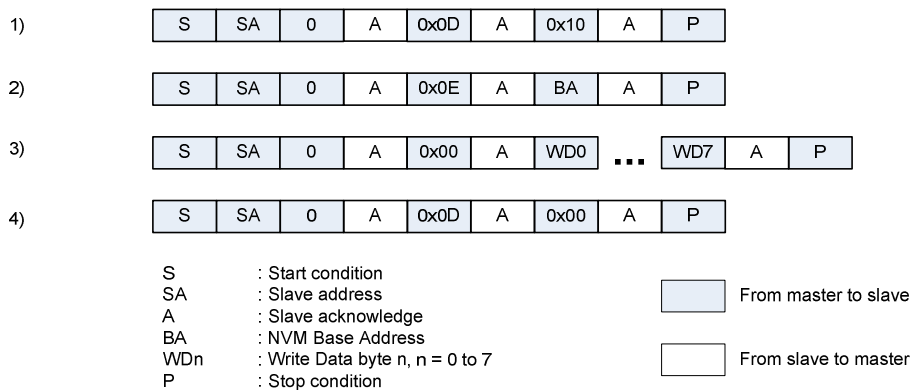 1) S SA 0 A 0x0D A 0x10 A P
2) S SA 0 A 0x0E A BA A P
3) S SA 0 A 0x00 A WD0 ... WD7 A P
4) S SA 0 A 0x0D A 0x00 A P
S : Start condition
SA : Slave address
A : Slave acknowledge
BA : NVM Base Address
WDn : Write Data byte n, n = 0 to 7
P : Stop condition
From master to slave
From slave to master